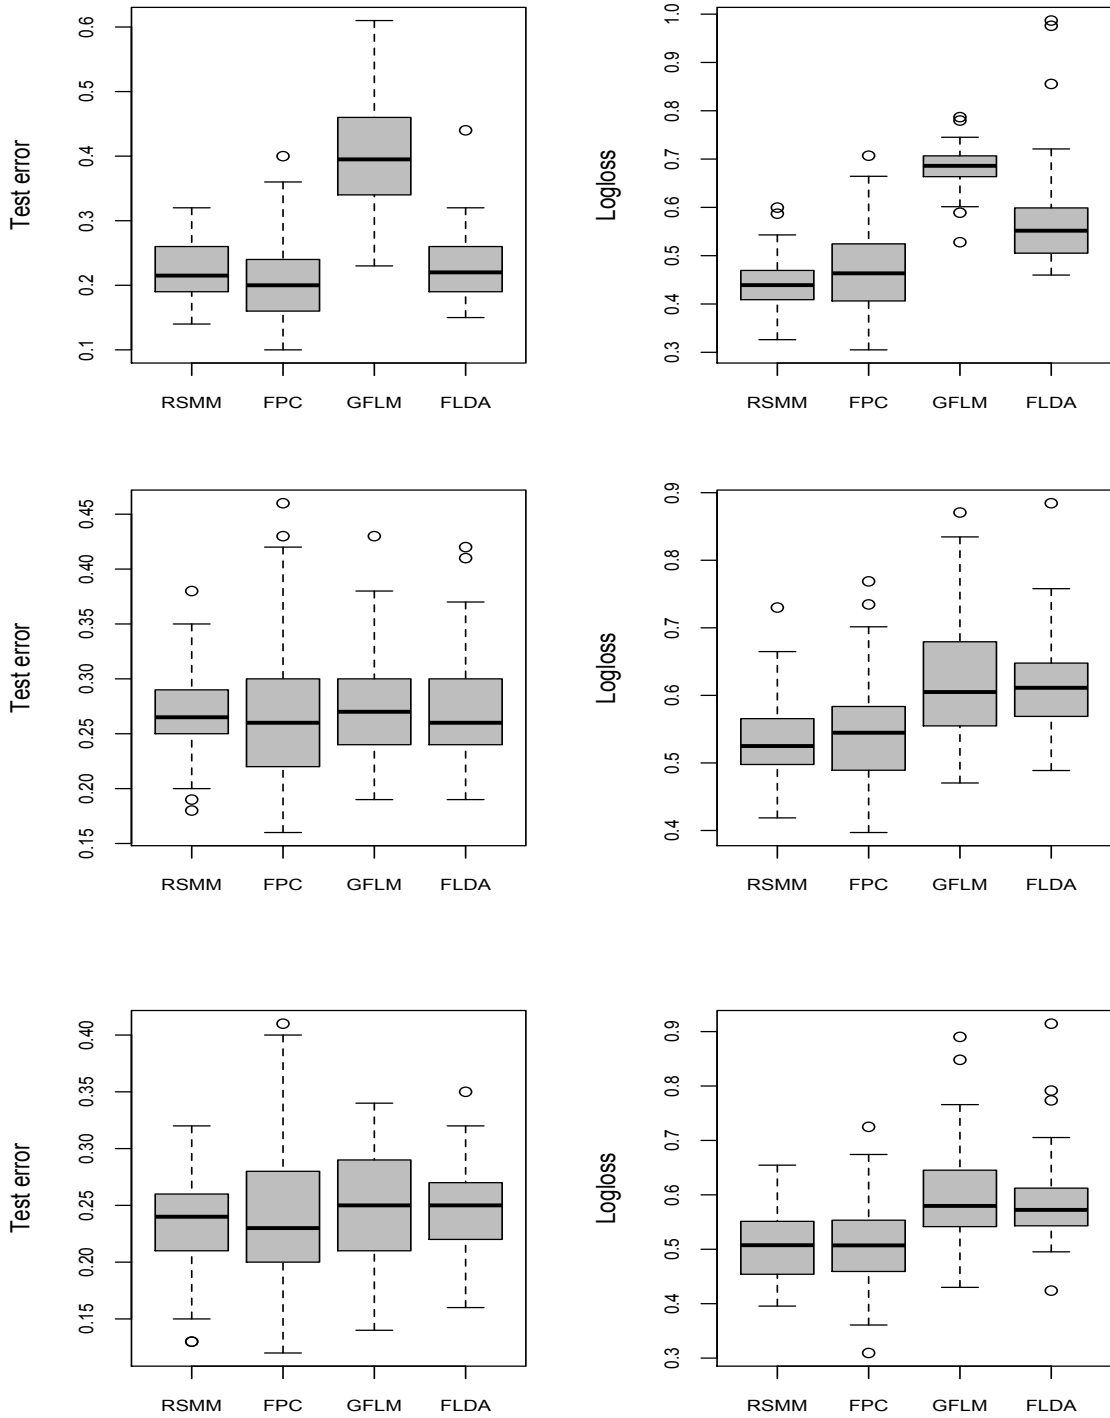 Test error
0.1 0.2 0.3 0.4 0.5 0.6
RSMM FPC GFLM FLDA
Logloss
0.3 0.4 0.5 0.6 0.7 0.8 0.9 1.0
RSMM FPC GFLM FLDA
Test error
0.15 0.20 0.25 0.30 0.35 0.40 0.45
RSMM FPC GFLM FLDA
Logloss
0.4 0.5 0.6 0.7 0.8 0.9
RSMM FPC GFLM FLDA
Test error
0.15 0.20 0.25 0.30 0.35 0.40
RSMM FPC GFLM FLDA
Logloss
0.3 0.4 0.5 0.6 0.7 0.8 0.9
RSMM FPC GFLM FLDA